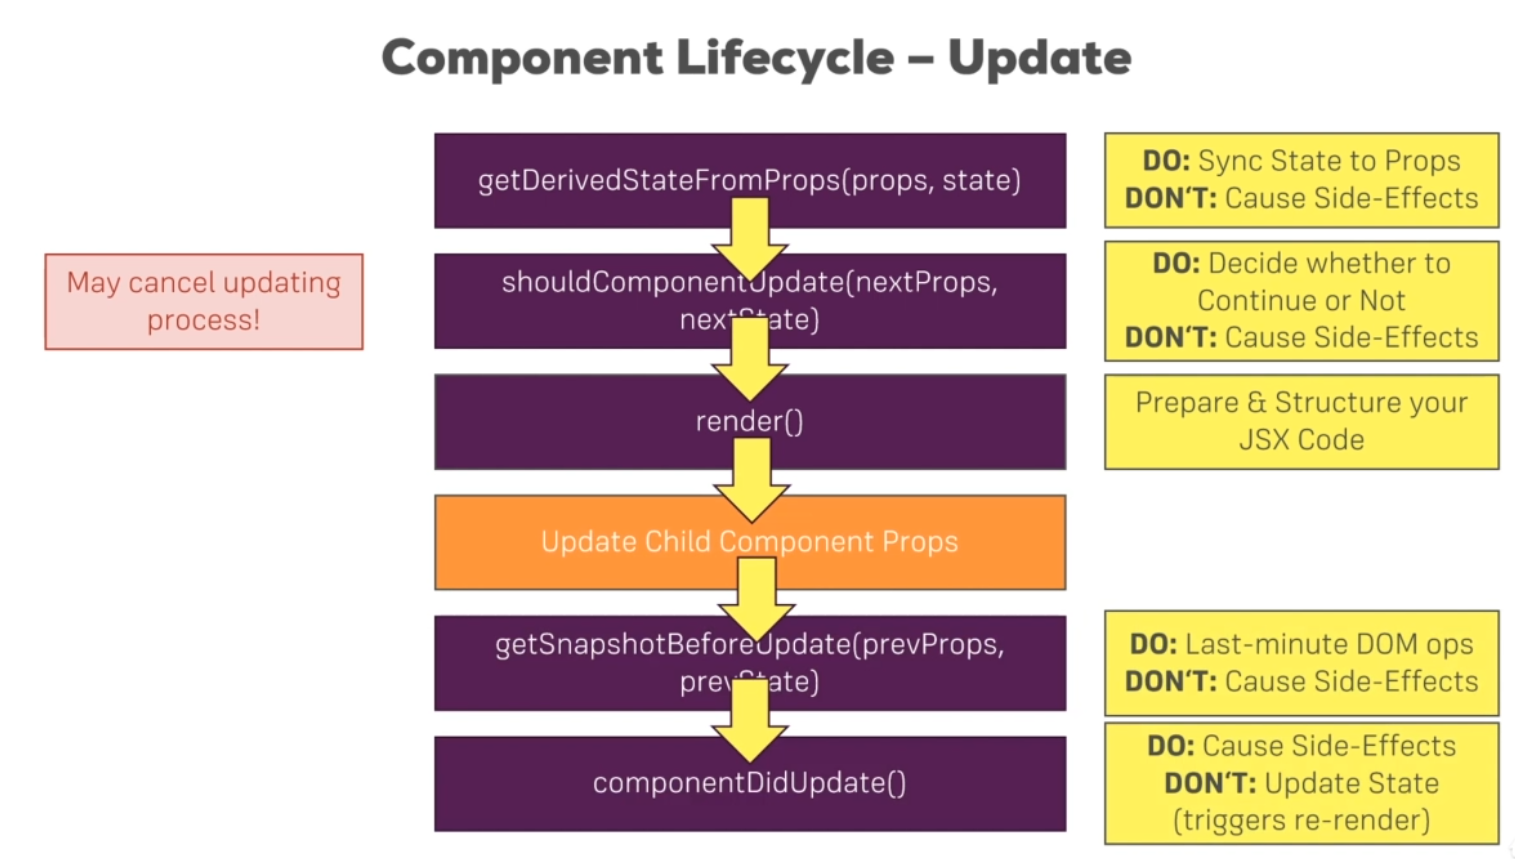 Component Lifecycle – Update
getDerivedStateFromProps(props, state)
DO: Sync State to Props
DON‘T: Cause Side-Effects
May cancel updating
process!
shouldComponentUpdate(nextProps,
nextState)
DO: Decide whether to
Continue or Not
DON‘T: Cause Side-Effects
render()
Prepare & Structure your
JSX Code
Update Child Component Props
getSnapshotBeforeUpdate(prevProps,
prevState)
DO: Last-minute DOM ops
DON‘T: Cause Side-Effects
componentDidUpdate()
DO: Cause Side-Effects
DON‘T: Update State
(triggers re-render)